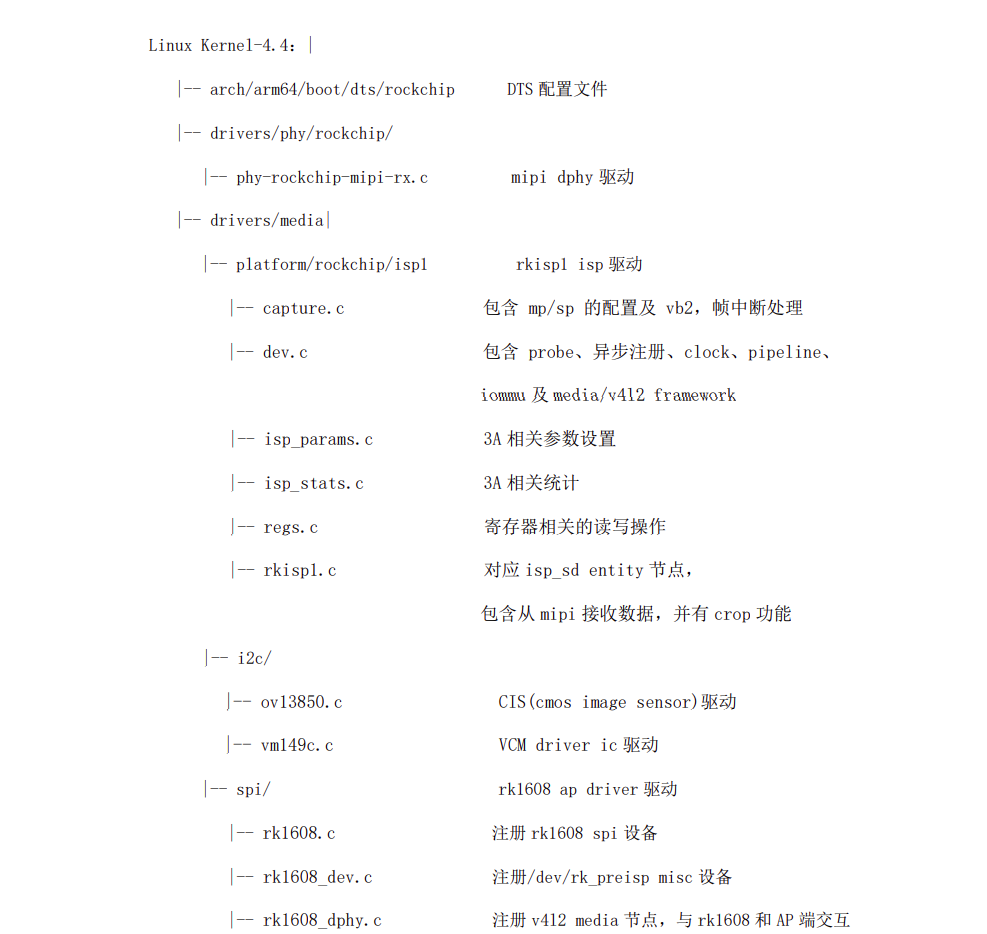 Linux Kernel-4.4: |
|-- arch/arm64/boot/dts/rockchip DTS 配置文件
|-- drivers/phy/rockchip/
|-- phy-rockchip-mipi-rx.c mipi dphy 驱动
|-- drivers/media|
|-- platform/rockchip/isp1 rkisp1 isp 驱动
|-- capture.c 包含 mp/sp 的配置及 vb2，帧中断处理
|-- dev.c 包含 probe、异步注册、clock、pipeline、
iommu 及 media/v4l2 framework
|-- isp_params.c 3A 相关参数设置
|-- isp_stats.c 3A 相关统计
|-- regs.c 寄存器相关的读写操作
|-- rkisp1.c 对应 isp_sd entity 节点，
包含从 mipi 接收数据，并有 crop 功能
|-- i2c/
|-- ov13850.c CIS(cmos image sensor)驱动
|-- vm149c.c VCM driver ic 驱动
|-- spi/ rk1608 ap driver 驱动
|-- rk1608.c 注册 rk1608 spi 设备
|-- rk1608_dev.c 注册/dev/rk_preisp misc 设备
|-- rk1608_dphy.c 注册 v4l2 media 节点，与 rk1608 和 AP 端交互